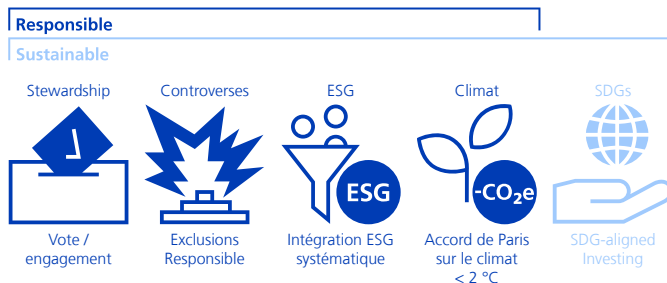 Responsible
Sustainable
Stewardship
Controverses
ESG
Climat
SDGs
ESG
-CO₂e
Vote /
engagement
Exclusions
Responsible
Intégration ESG
systématique
Accord de Paris
sur le climat
< 2 °C
SDG-aligned
Investing